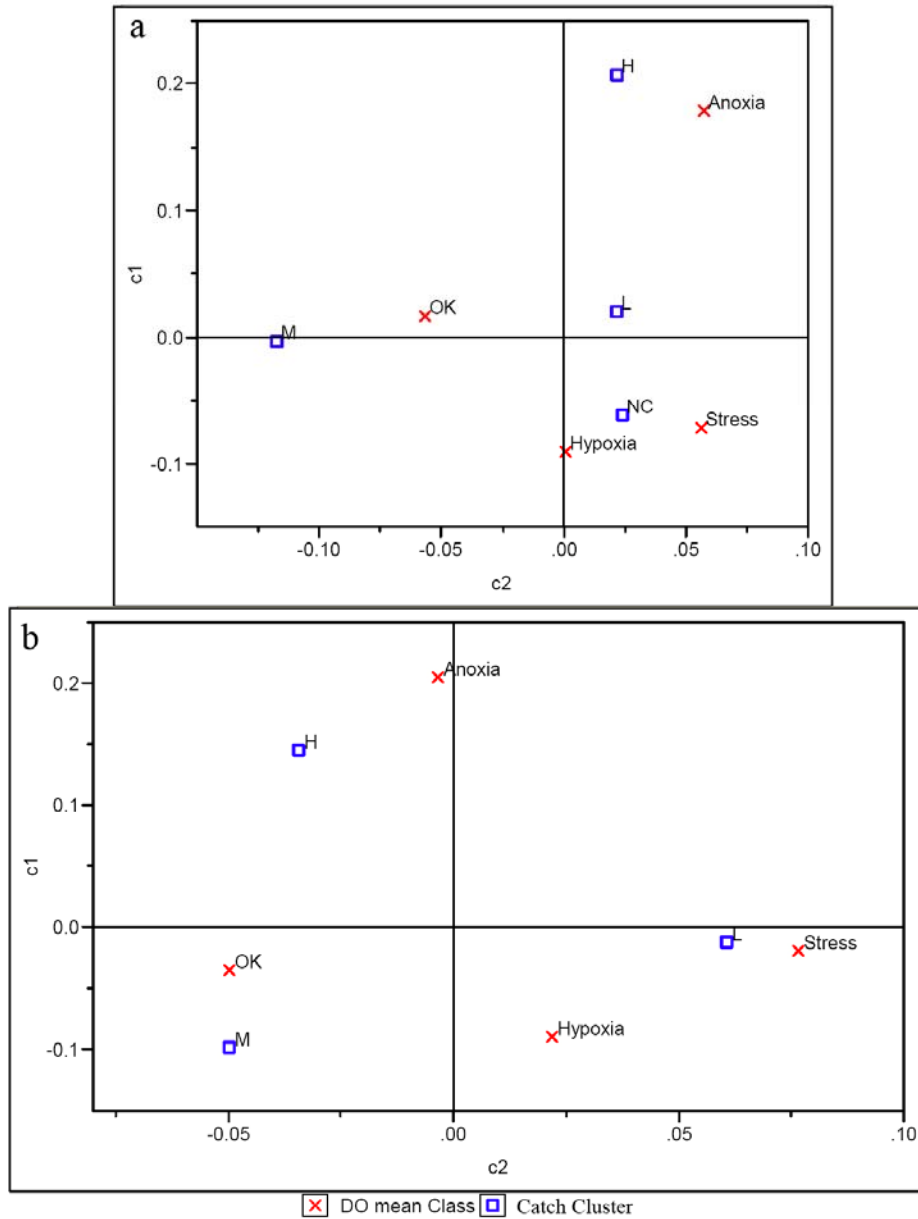 a
H
Anoxia
0.2
0.1
c1
OK
L
0.0
M
NC
Stress
Hypoxia
-0.1
-0.10 -0.05 .00 .05 .10
c2
b
Anoxia
0.2
H
0.1
c1
0.0
L
Stress
OK
M
Hypoxia
-0.1
-0.05 .00 .05 .10
c2
DO mean Class Catch Cluster